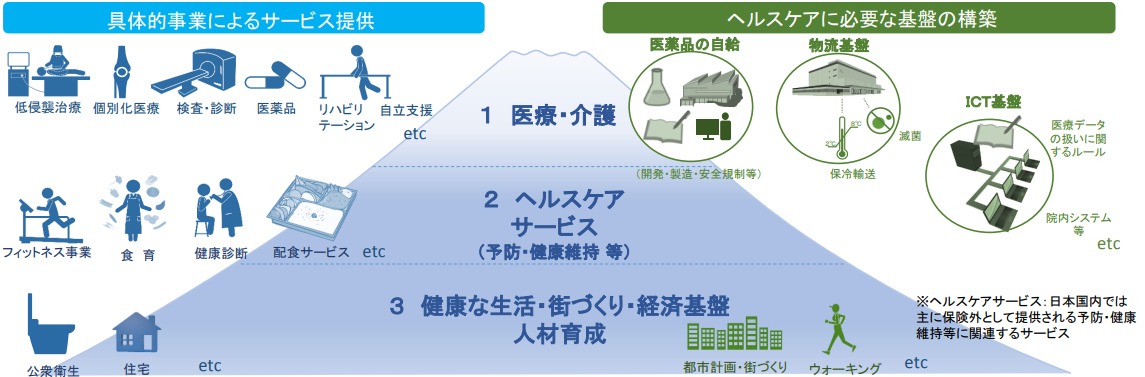 具体的事業によるサービス提供
ヘルスケアに必要な基盤の構築
低侵襲治療
個別化医療
検査・診断
医薬品
リハビリ
テーション
自立支援
etc
1 医療・介護
医薬品の自給
(開発・製造・安全規制等)
物流基盤
8℃
2℃
滅菌
保冷輸送
ICT基盤
医療データ
の扱いに関
するルール
院内システム
等
etc
フィットネス事業
食 育
健康診断
配食サービス
etc
2 ヘルスケア
サービス
(予防・健康維持 等)
公衆衛生
住宅
etc
3 健康な生活・街づくり・経済基盤
人材育成
都市計画・街づくり
ウォーキング
etc
※ヘルスケアサービス：日本国内では
主に保険外として提供される予防・健康
維持等に関連するサービス